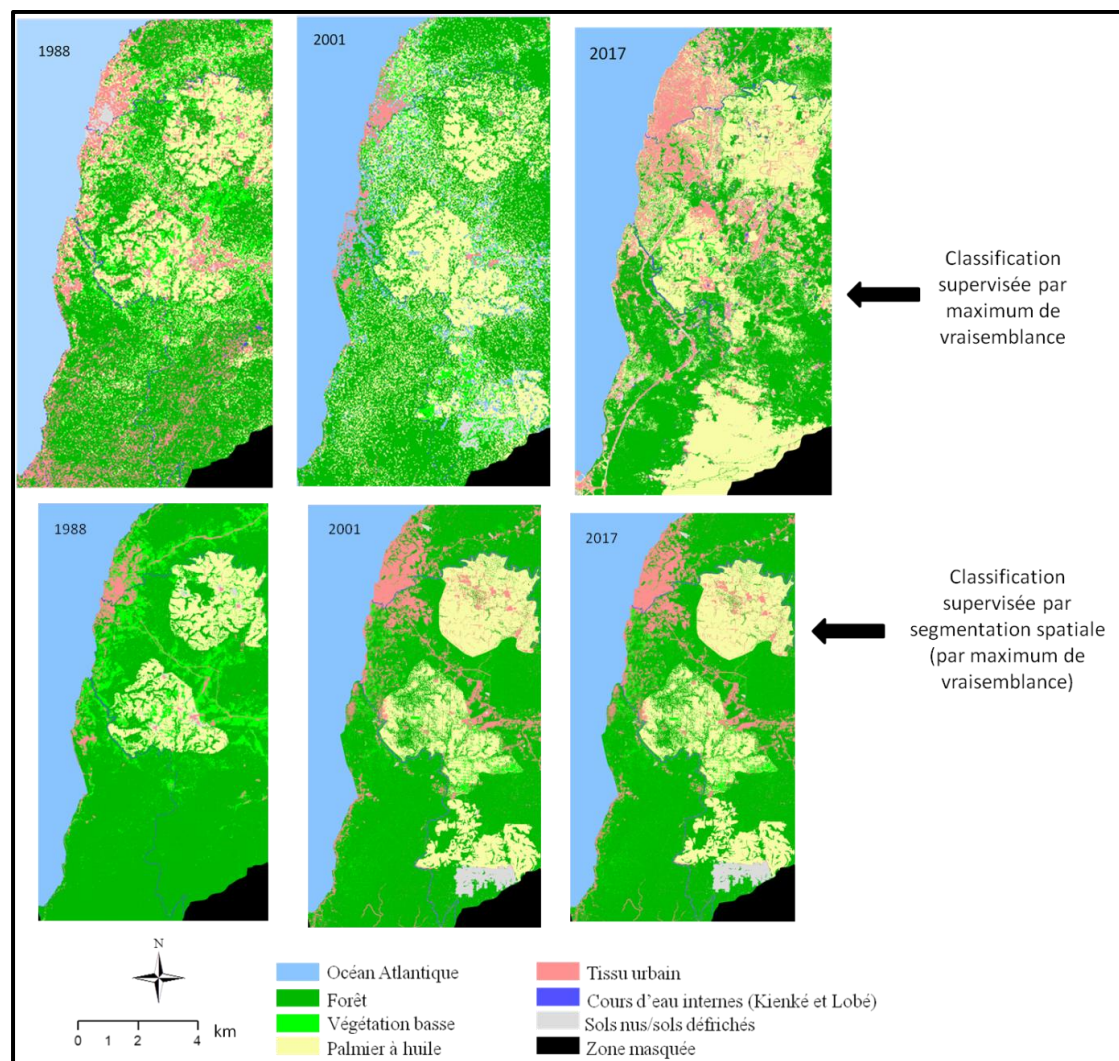 1988
2001
2017
Classification
supervisée par
maximum de
vraisemblance
1988
2001
2017
Classification
supervisée par
segmentation spatiale
(par maximum de
vraisemblance)
N
0 1 2 4 km
Océan Atlantique
Forêt
Végétation basse
Palmier à huile
Tissu urbain
Cours d'eau internes (Kienké et Lobé)
Sols nus/sols défrichés
Zone masquée